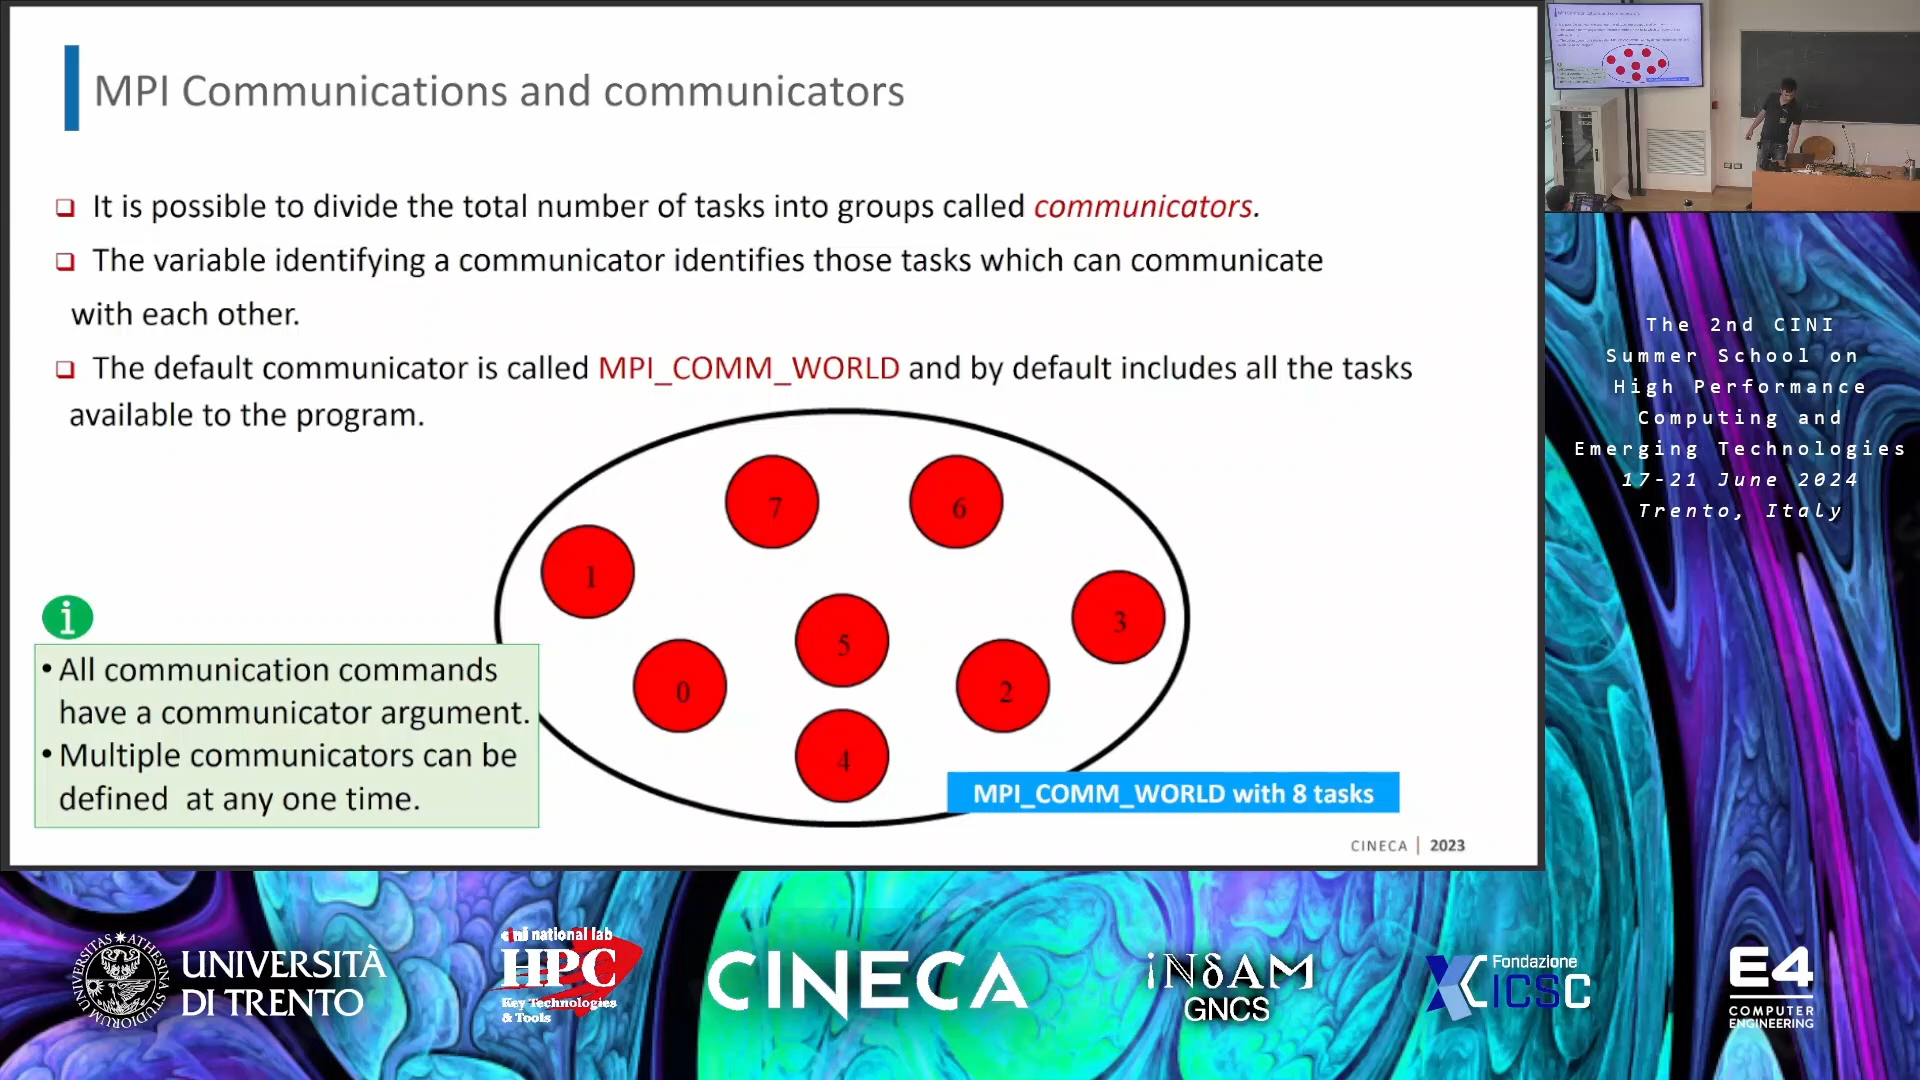 MPI Communications and communicators
❑ It is possible to divide the total number of tasks into groups called communicators.
❑ The variable identifying a communicator identifies those tasks which can communicate
with each other.
❑ The default communicator is called MPI_COMM_WORLD and by default includes all the tasks
available to the program.
7
6
1
3
5
0
2
4
i
• All communication commands
have a communicator argument.
• Multiple communicators can be
defined at any one time.
MPI_COMM_WORLD with 8 tasks
CINECA | 2023
The 2nd CINI
Summer School on
High Performance
Computing and
Emerging Technologies
17-21 June 2024
Trento, Italy
UNIVERSITÀ
DI TRENTO
cini national lab
HPC
Key Technologies
& Tools
CINECA
iNδAM
GNCS
Fondazione
ICSC
E4
COMPUTER
ENGINEERING